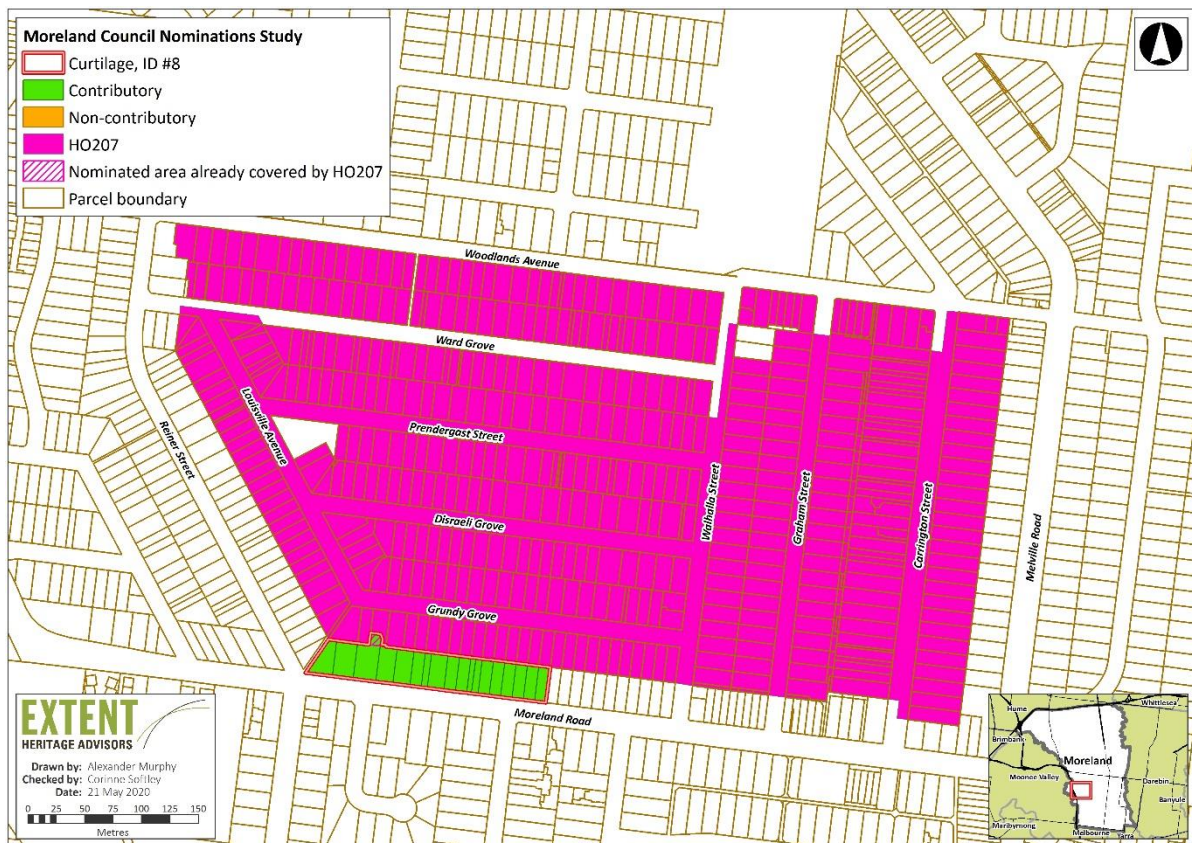 Moreland Council Nominations Study
Curtilage, ID #8
Contributory
Non-contributory
HO207
Nominated area already covered by HO207
Parcel boundary
Woodlands Avenue
Ward Grove
Louisville Avenue
Reiner Street
Prendergast Street
Walhalla Street
Graham Street
Carrington Street
Melville Road
Disraeli Grove
Grundy Grove
Moreland Road
EXTENT
HERITAGE ADVISORS
Drawn by: Alexander Murphy
Checked by: Corinne Softley
Date: 21 May 2020
0 25 50 75 100 125 150
Metres
Hume
Whittlesea
Brimbank
Moreland
Moonee Valley
Darebin
Banyule
Maribyrnong
Melbourne
Yarra